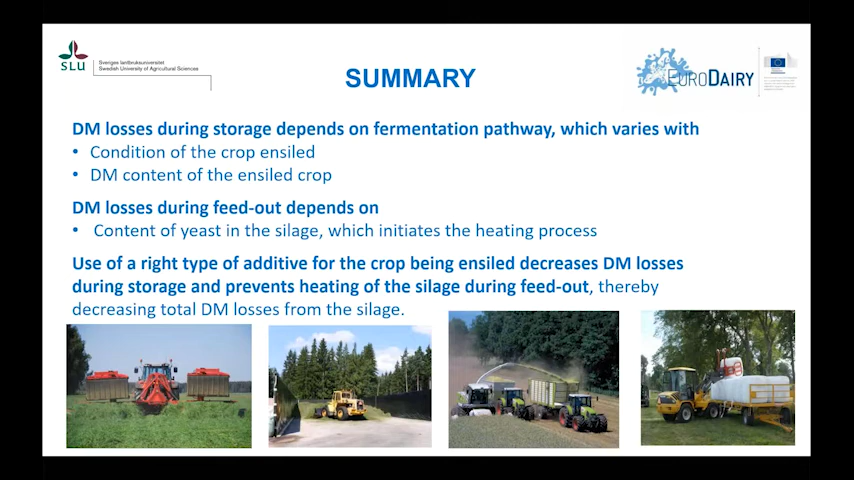 SLU
Sveriges lantbruksuniversitet
Swedish University of Agricultural Sciences
SUMMARY
EURODAIRY
DM losses during storage depends on fermentation pathway, which varies with
• Condition of the crop ensiled
• DM content of the ensiled crop
DM losses during feed-out depends on
• Content of yeast in the silage, which initiates the heating process
Use of a right type of additive for the crop being ensiled decreases DM losses
during storage and prevents heating of the silage during feed-out, thereby
decreasing total DM losses from the silage.